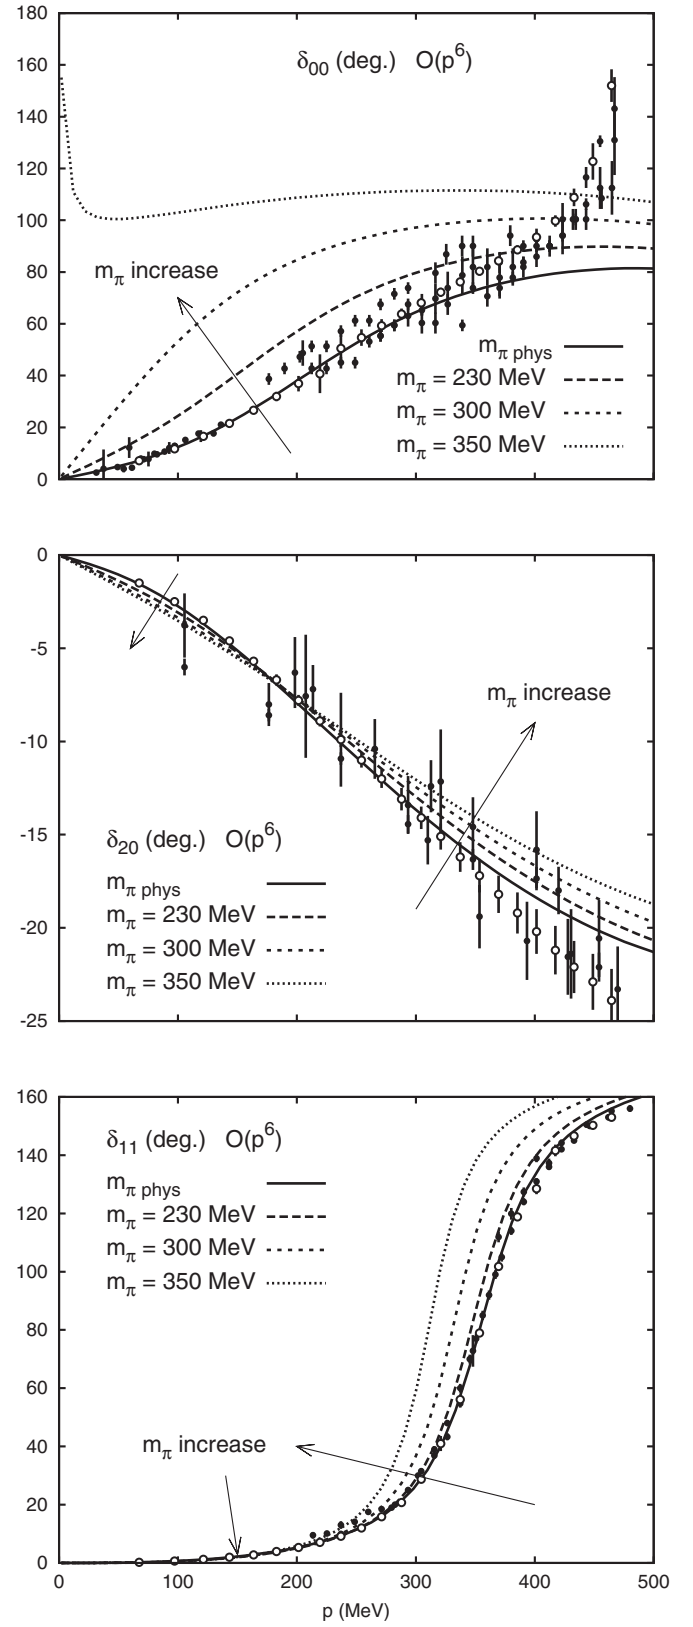 180
δ00 (deg.) O(p6)
160
140
120
100
mπ increase
80
60
mπ phys
mπ = 230 MeV
40
mπ = 300 MeV
20
mπ = 350 MeV
0
0
-5
mπ increase
-10
-15
δ20 (deg.) O(p6)
mπ phys
-20
mπ = 230 MeV
mπ = 300 MeV
mπ = 350 MeV
-25
160
δ11 (deg.) O(p6)
140
mπ phys
120
mπ = 230 MeV
mπ = 300 MeV
100
mπ = 350 MeV
80
60
40
mπ increase
20
0
0 100 200 300 400 500
p (MeV)